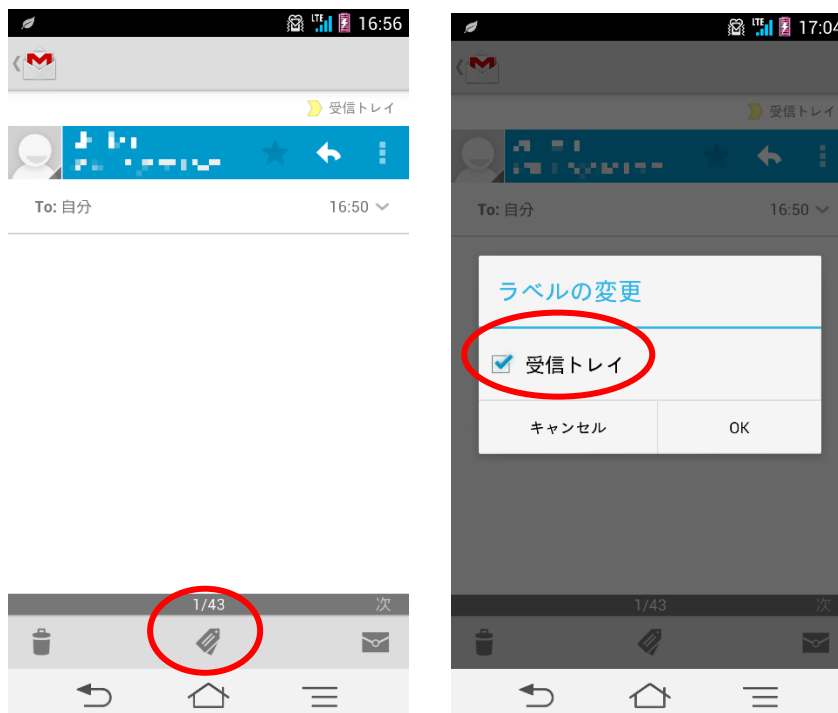 LTE 16:56
受信トレイ
To: 自分 16:50
1/43 次
LTE 17:04
受信トレイ
To: 自分 16:50
ラベルの変更
受信トレイ
キャンセル OK
1/43 次